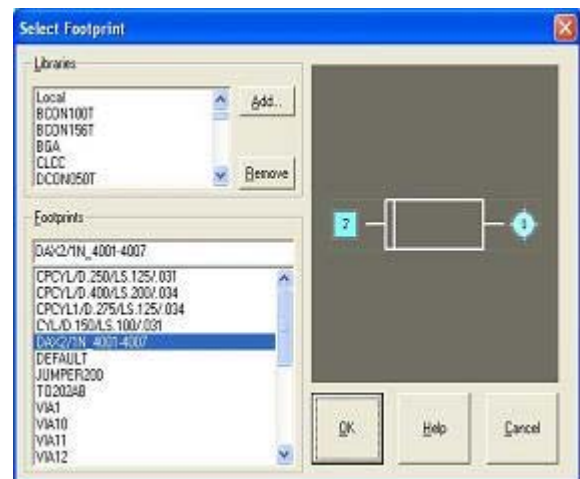 Select Footprint
Libraries
Local
BCON100T
BCON156T
BGA
CLCC
DCON050T
Add...
Remove
Footprints
DAX2/1N_4001-4007
CPCYL/D.250/LS.125/.031
CPCYL/D.400/LS.200/.034
CPCYL1/D.275/LS.125/.034
CYL/D.150/LS.100/.031
DAX2/1N_4001-4007
DEFAULT
JUMPER200
TO202AB
VIA1
VIA10
VIA11
VIA12
2
OK
Help
Cancel